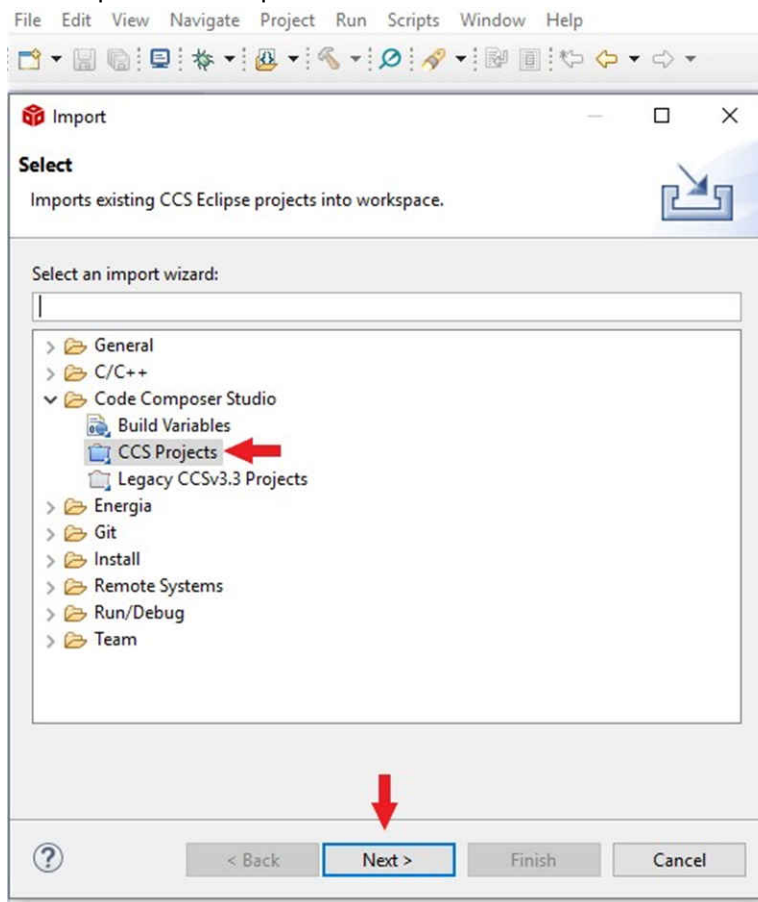 File Edit View Navigate Project Run Scripts Window Help
Import
Select
Imports existing CCS Eclipse projects into workspace.
Select an import wizard:
General
C/C++
Code Composer Studio
Build Variables
CCS Projects
Legacy CCSv3.3 Projects
Energia
Git
Install
Remote Systems
Run/Debug
Team
? < Back Next > Finish Cancel